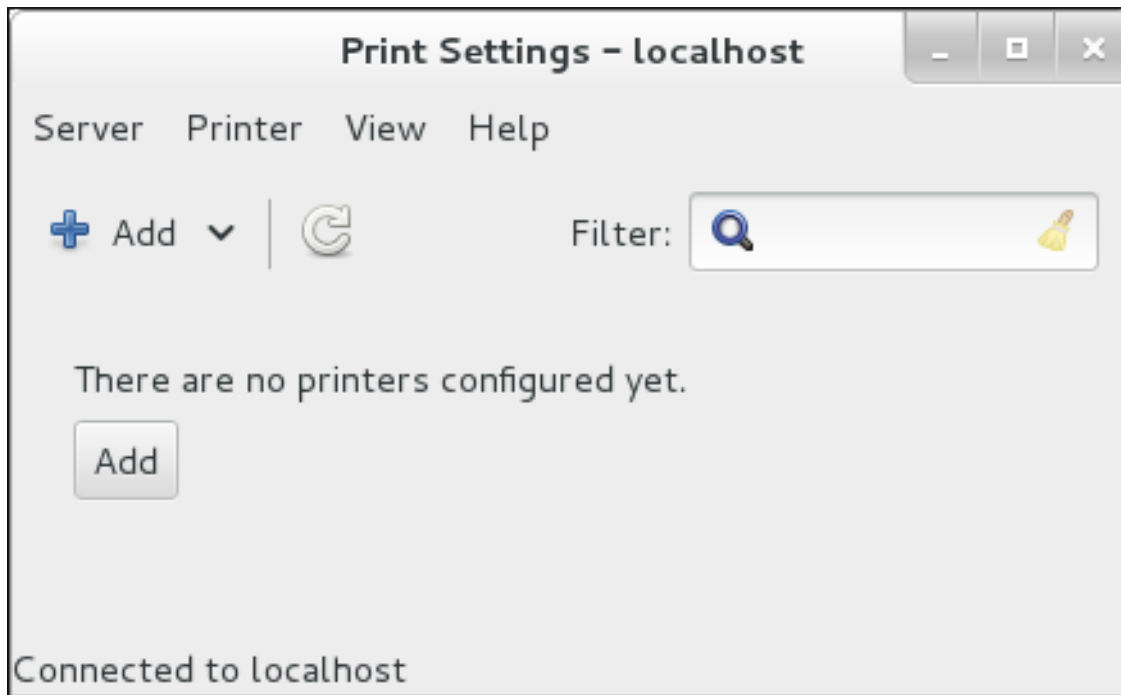 Print Settings – localhost
Server Printer View Help
Add Filter:
There are no printers configured yet.
Add
Connected to localhost